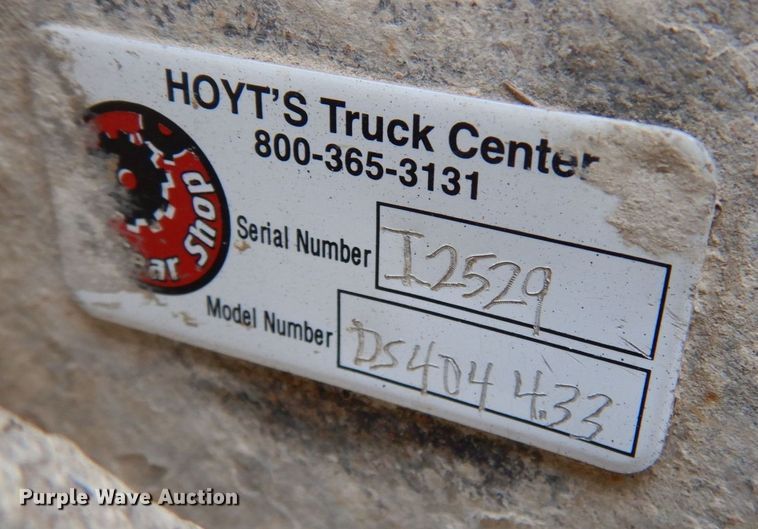 HOYT'S Truck Center
800-365-3131
Shop
Serial Number I2529
Model Number DS404 4.33
Purple Wave Auction